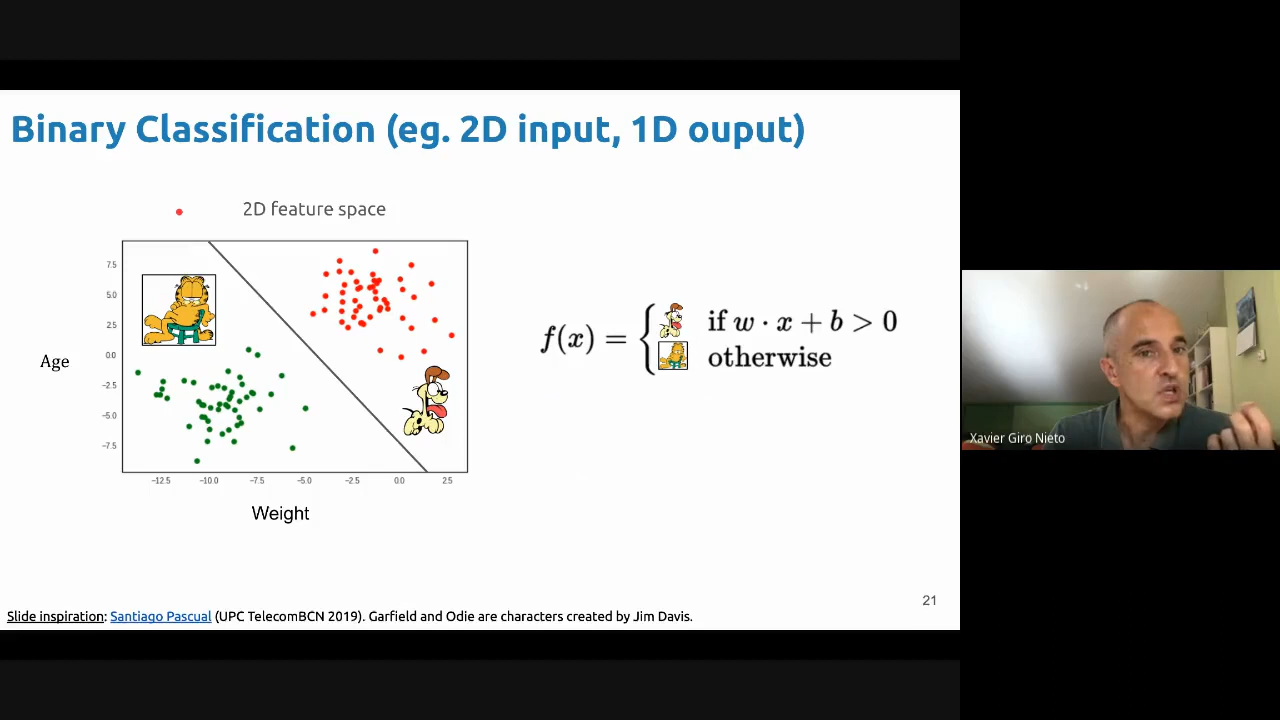 Binary Classification (eg. 2D input, 1D ouput)
2D feature space
7.5
5.0
2.5
0.0
−2.5
−5.0
−7.5
Age
−12.5 −10.0 −7.5 −5.0 −2.5 0.0 2.5
Weight
f(x) = { if w · x + b > 0
otherwise
Xavier Giro Nieto
21
Slide inspiration: Santiago Pascual (UPC TelecomBCN 2019). Garfield and Odie are characters created by Jim Davis.